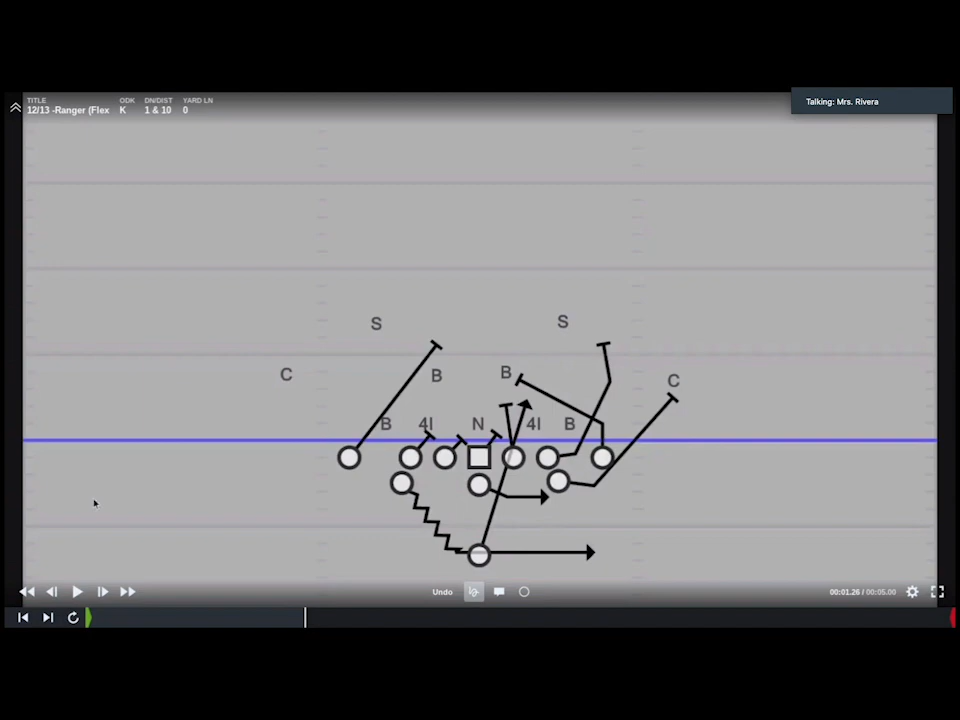 TITLE ODK DN/DIST YARD LN
12/13 -Ranger (Flex K 1 & 10 0
Talking: Mrs. Rivera
S S
C B B C
B 4I N 4I B
Undo 00:01.26 / 00:05.00